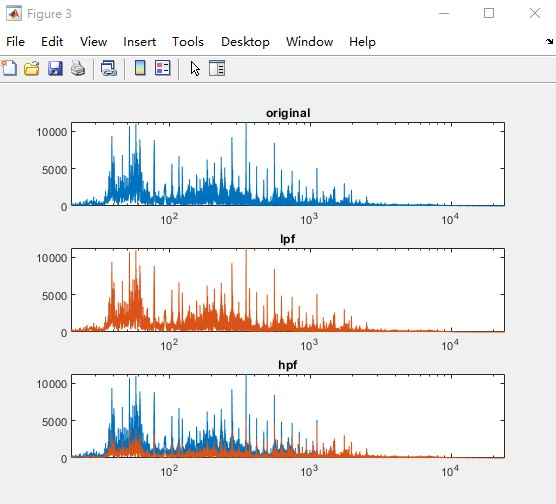 Figure 3
File Edit View Insert Tools Desktop Window Help
original
10000
5000
0
10² 10³ 10⁴
lpf
10000
5000
0
10² 10³ 10⁴
hpf
10000
5000
0
10² 10³ 10⁴